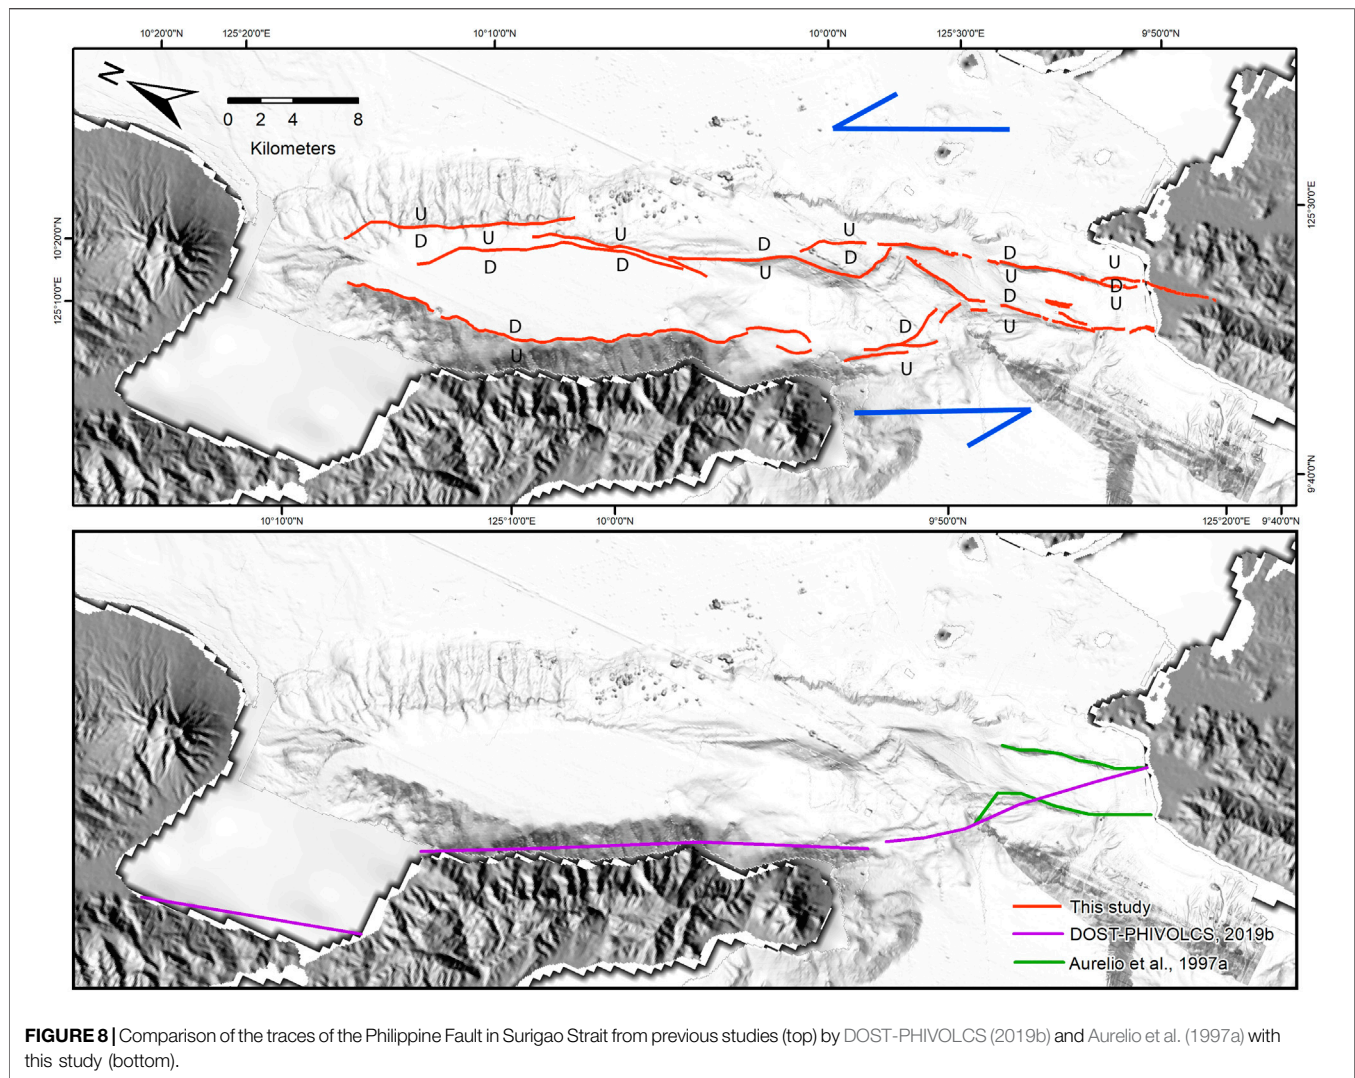 10°20'0"N 125°20'0"E 10°10'0"N 10°0'0"N 125°30'0"E 9°50'0"N
N
0 2 4 8
Kilometers
125°30'0"E
10°20'0"N
125°10'0"E
U
U
D U U D U D U
D D U D U D
D U
D D U
U U
9°40'0"N
10°10'0"N 125°10'0"E 10°0'0"N 9°50'0"N 125°20'0"E 9°40'0"N
This study
DOST-PHIVOLCS, 2019b
Aurelio et al., 1997a
FIGURE 8 | Comparison of the traces of the Philippine Fault in Surigao Strait from previous studies (top) by DOST-PHIVOLCS (2019b) and Aurelio et al. (1997a) with
this study (bottom).